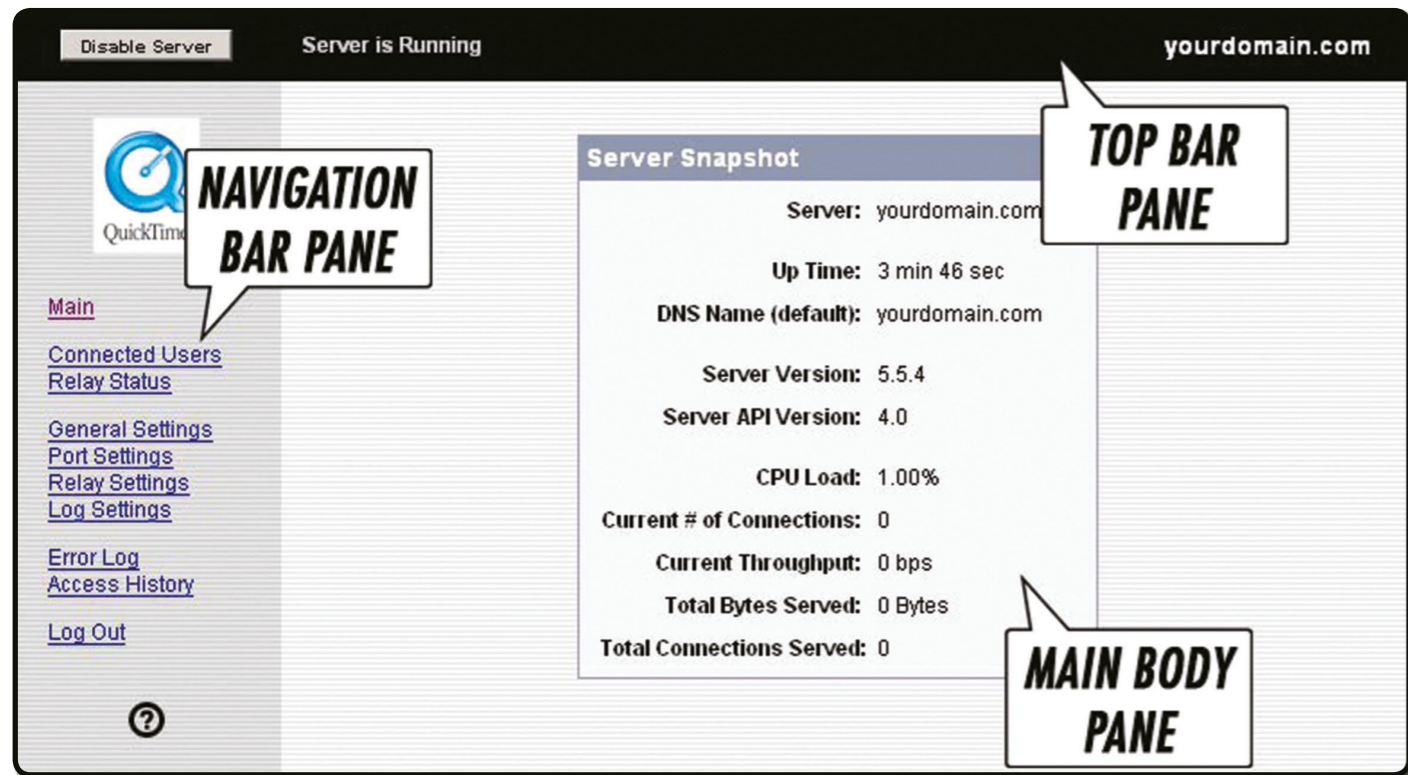 Disable Server
Server is Running
yourdomain.com
QuickTime
NAVIGATION
BAR PANE
Main
Connected Users
Relay Status
General Settings
Port Settings
Relay Settings
Log Settings
Error Log
Access History
Log Out
?
TOP BAR
PANE
Server Snapshot
Server: yourdomain.com
Up Time: 3 min 46 sec
DNS Name (default): yourdomain.com
Server Version: 5.5.4
Server API Version: 4.0
CPU Load: 1.00%
Current # of Connections: 0
Current Throughput: 0 bps
Total Bytes Served: 0 Bytes
Total Connections Served: 0
MAIN BODY
PANE